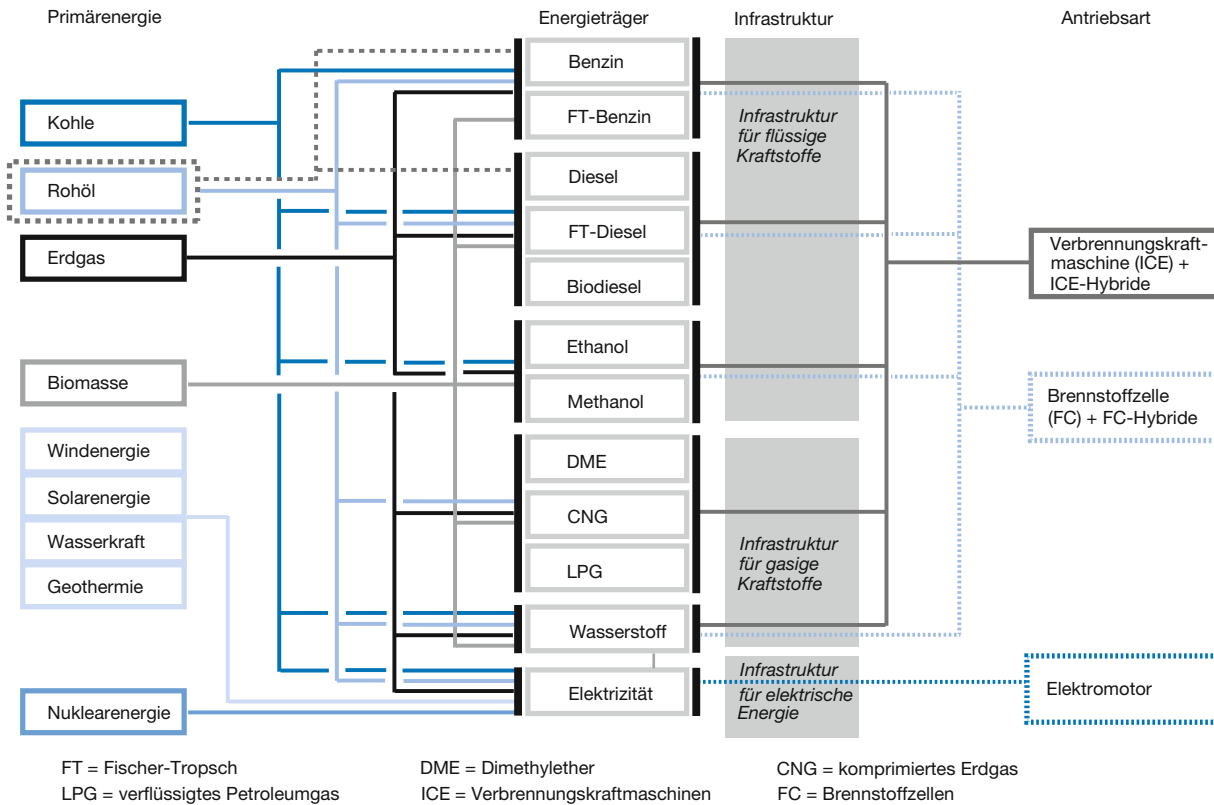 Primärenergie
Energieträger
Infrastruktur
Antriebsart
Kohle
Rohöl
Erdgas
Biomasse
Windenergie
Solarenergie
Wasserkraft
Geothermie
Nuklearenergie
Benzin
FT-Benzin
Diesel
FT-Diesel
Biodiesel
Ethanol
Methanol
DME
CNG
LPG
Wasserstoff
Elektrizität
Infrastruktur
für flüssige
Kraftstoffe
Infrastruktur
für gasige
Kraftstoffe
Infrastruktur
für elektrische
Energie
Verbrennungskraft-
maschine (ICE) +
ICE-Hybride
Brennstoffzelle
(FC) + FC-Hybride
Elektromotor
FT = Fischer-Tropsch
DME = Dimethylether
CNG = komprimiertes Erdgas
LPG = verflüssigtes Petroleumgas
ICE = Verbrennungskraftmaschinen
FC = Brennstoffzellen